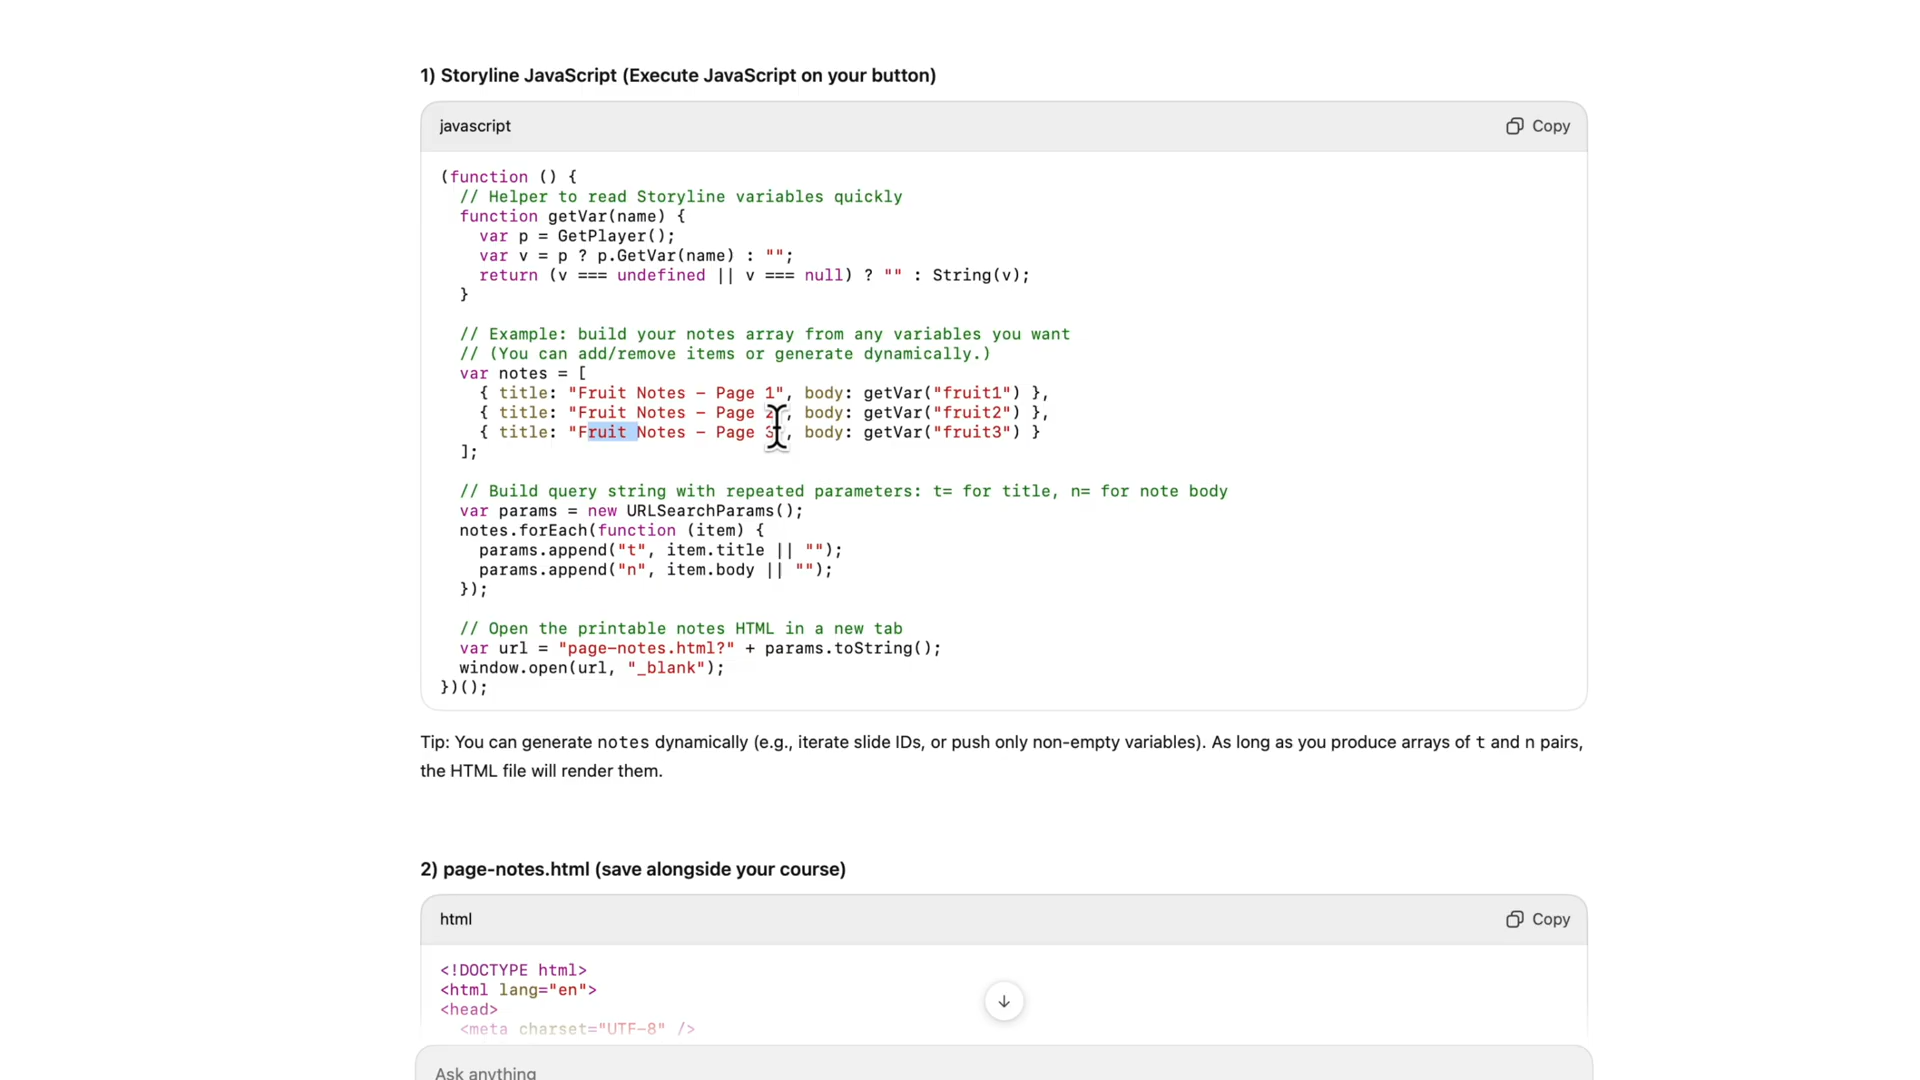 1) Storyline JavaScript (Execute JavaScript on your button)
javascript
Copy
(function () {
  // Helper to read Storyline variables quickly
  function getVar(name) {
    var p = GetPlayer();
    var v = p ? p.GetVar(name) : "";
    return (v === undefined || v === null) ? "" : String(v);
  }
  // Example: build your notes array from any variables you want
  // (You can add/remove items or generate dynamically.)
  var notes = [
    { title: "Fruit Notes – Page 1", body: getVar("fruit1") },
    { title: "Fruit Notes – Page 2", body: getVar("fruit2") },
    { title: "Fruit Notes – Page 3", body: getVar("fruit3") }
  ];
  // Build query string with repeated parameters: t= for title, n= for note body
  var params = new URLSearchParams();
  notes.forEach(function (item) {
    params.append("t", item.title || "");
    params.append("n", item.body || "");
  });
  // Open the printable notes HTML in a new tab
  var url = "page-notes.html?" + params.toString();
  window.open(url, "_blank");
})();
Tip: You can generate notes dynamically (e.g., iterate slide IDs, or push only non-empty variables). As long as you produce arrays of t and n pairs,
the HTML file will render them.
2) page-notes.html (save alongside your course)
html
Copy
<!DOCTYPE html>
<html lang="en">
<head>
  <meta charset="UTF-8" />
Ask anything